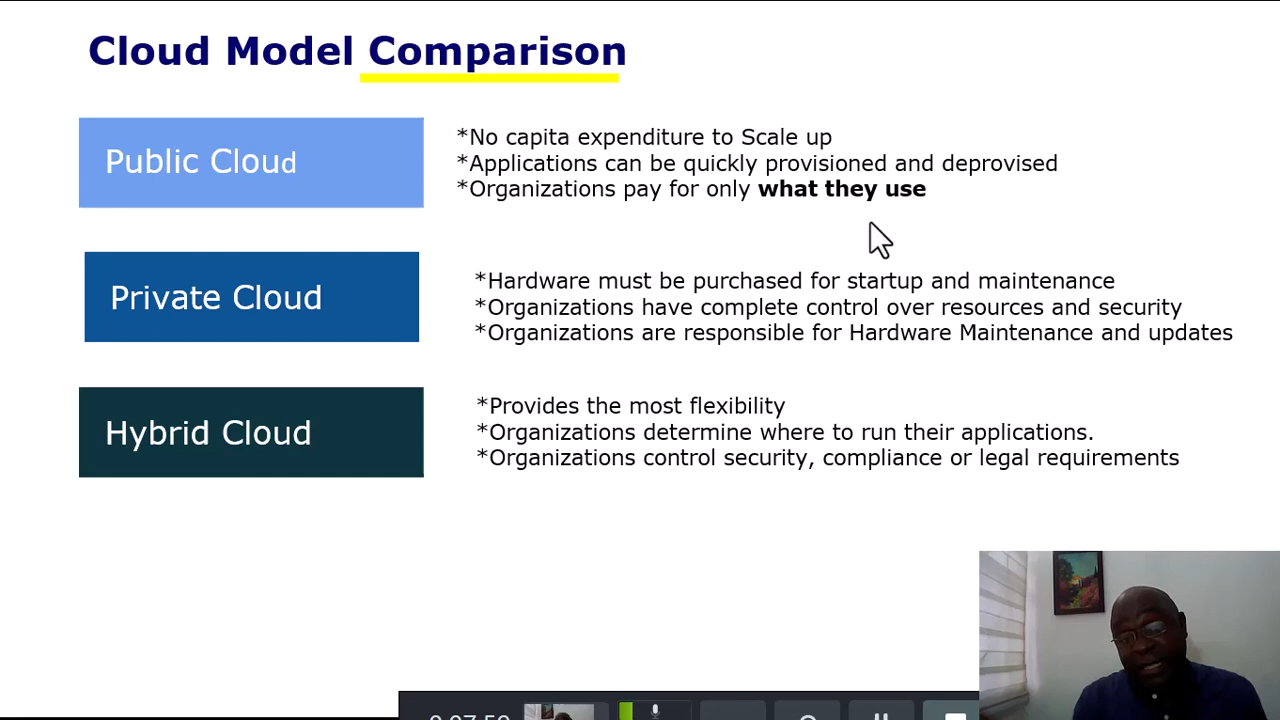 Cloud Model Comparison
Public Cloud
*No capita expenditure to Scale up
*Applications can be quickly provisioned and deprovised
*Organizations pay for only what they use
Private Cloud
*Hardware must be purchased for startup and maintenance
*Organizations have complete control over resources and security
*Organizations are responsible for Hardware Maintenance and updates
Hybrid Cloud
*Provides the most flexibility
*Organizations determine where to run their applications.
*Organizations control security, compliance or legal requirements